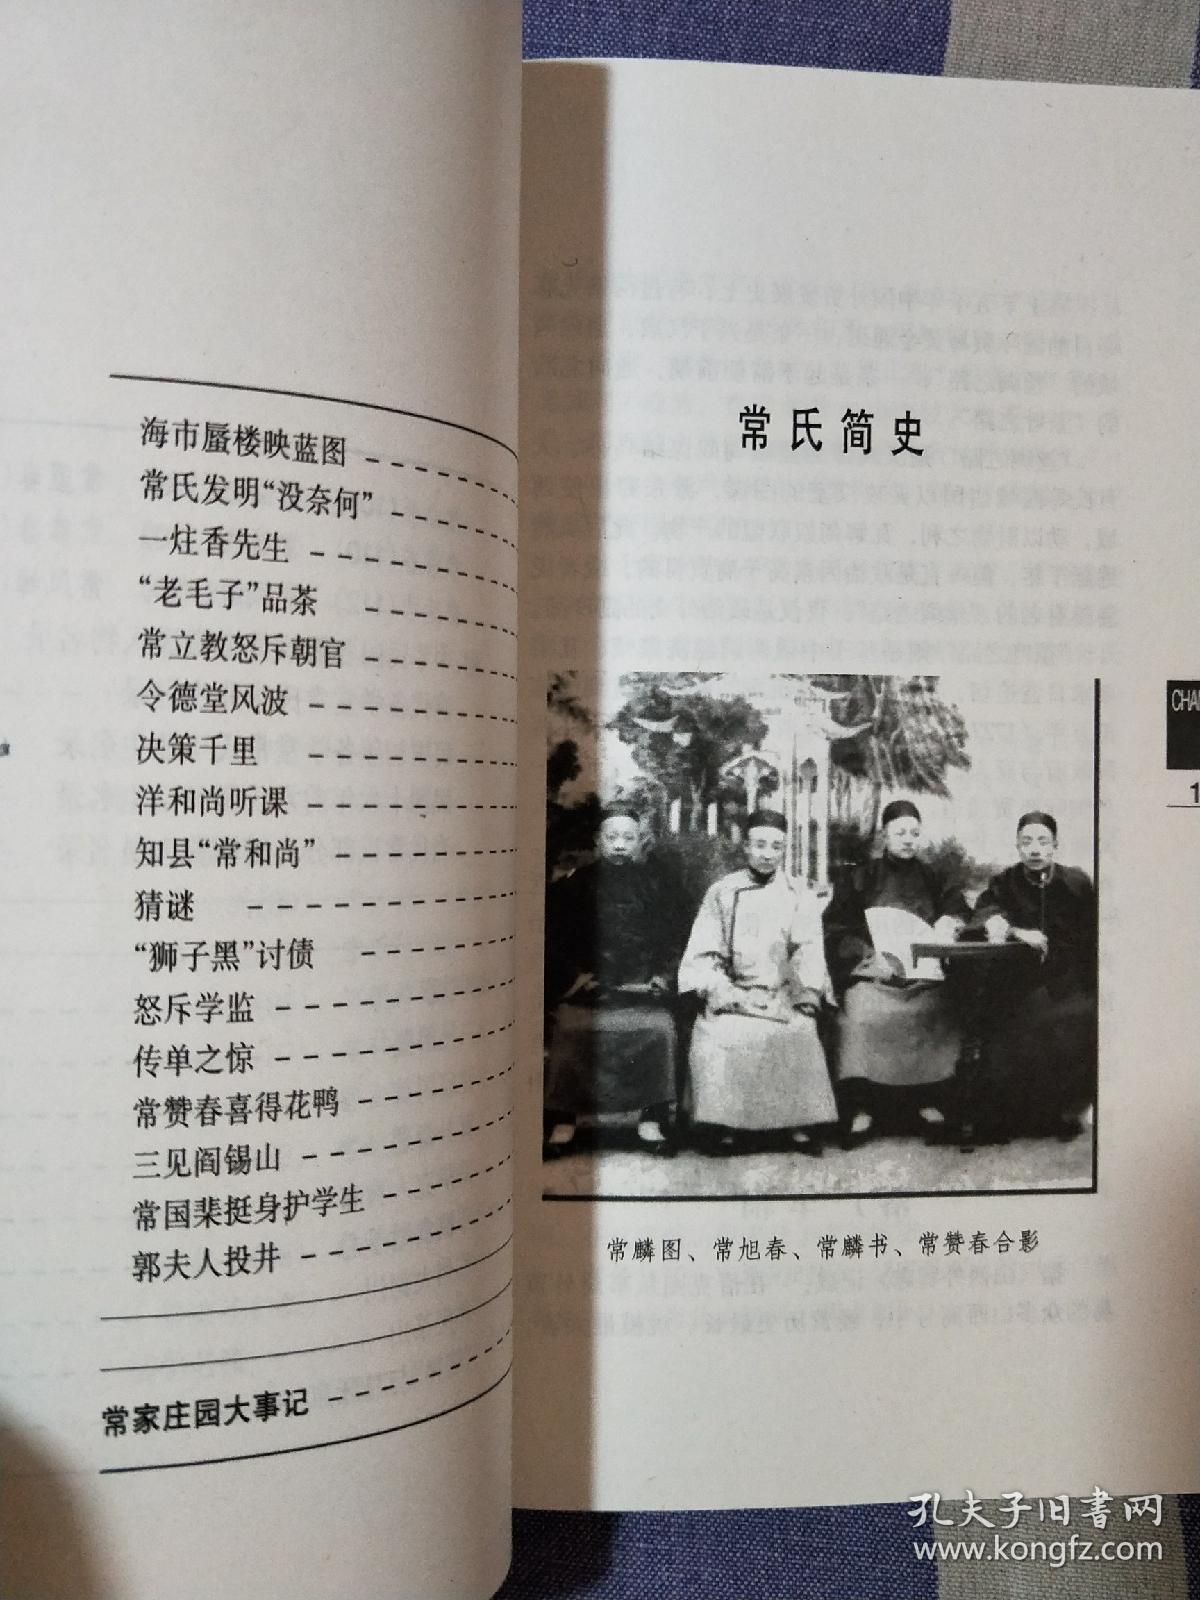 海市蜃楼映蓝图
常氏发明“没奈何”
一炷香先生
“老毛子”品茶
常立教怒斥朝官
令德堂风波
决策千里
洋和尚听课
知县“常和尚”
猜谜
“狮子黑”讨债
怒斥学监
传单之惊
常赞春喜得花鸭
三见阎锡山
常国棐挺身护学生
郭夫人投井
常家庄园大事记
常氏简史
常麟图、常旭春、常麟书、常赞春合影
1
孔夫子旧书网
www.kongfz.com